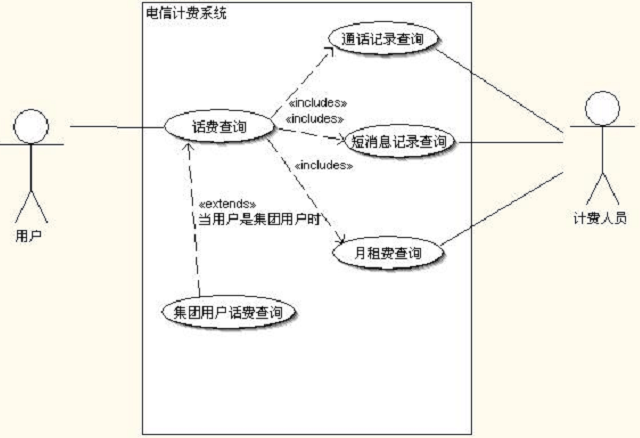 电信计费系统
通话记录查询
«includes»
«includes»
话费查询
短消息记录查询
«includes»
«extends»
当用户是集团用户时
用户
计费人员
月租费查询
集团用户话费查询